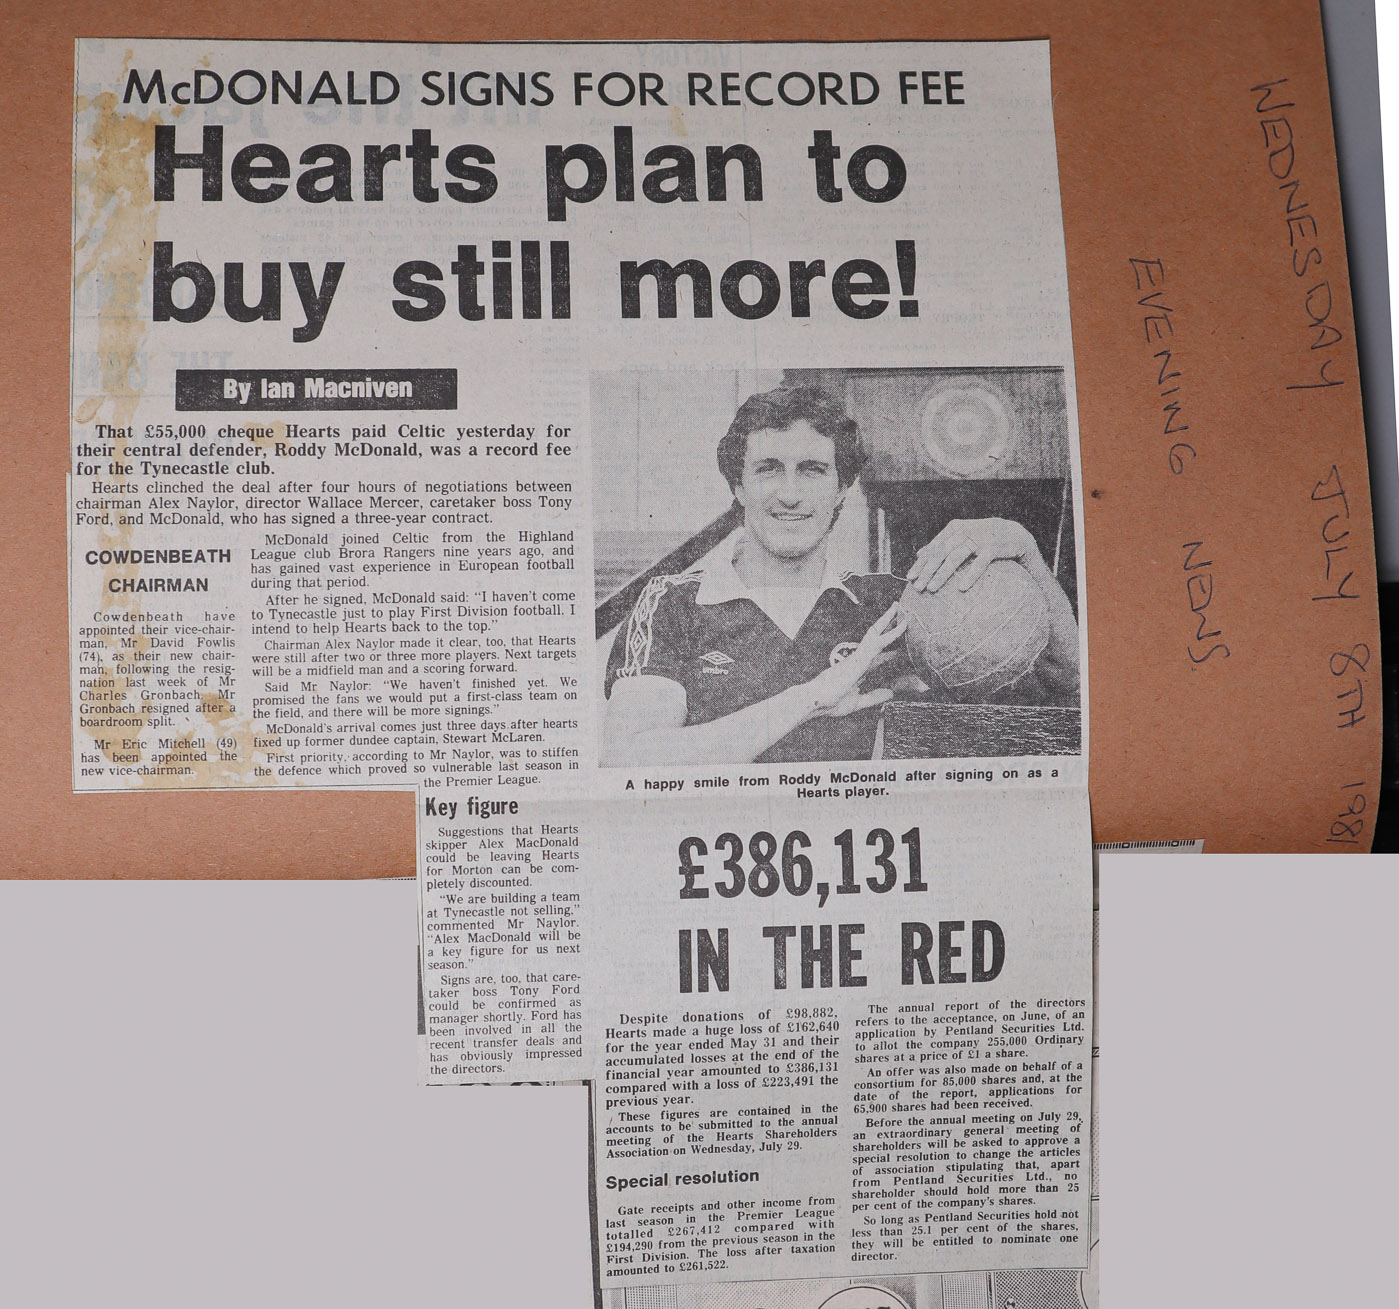 McDONALD SIGNS FOR RECORD FEE
Hearts plan to
buy still more!
By Ian Macniven
That £55,000 cheque Hearts paid Celtic yesterday for
their central defender, Roddy McDonald, was a record fee
for the Tynecastle club.
Hearts clinched the deal after four hours of negotiations between
chairman Alex Naylor, director Wallace Mercer, caretaker boss Tony
Ford, and McDonald, who has signed a three-year contract.
McDonald joined Celtic from the Highland
League club Brora Rangers nine years ago, and
has gained vast experience in European football
during that period.
After he signed, McDonald said: "I haven't come
to Tynecastle just to play First Division football. I
intend to help Hearts back to the top."
Chairman Alex Naylor made it clear, too, that Hearts
were still after two or three more players. Next targets
will be a midfield man and a scoring forward.
Said Mr Naylor: "We haven't finished yet. We
promised the fans we would put a first-class team on
the field, and there will be more signings."
McDonald's arrival comes just three days after hearts
fixed up former dundee captain, Stewart McLaren.
First priority, according to Mr Naylor, was to stiffen
the defence which proved so vulnerable last season in
the Premier League.
COWDENBEATH
CHAIRMAN
Cowdenbeath have
appointed their vice-chair-
man, Mr David Fowlis
(74), as their new chair-
man, following the resig-
nation last week of Mr
Charles Gronbach. Mr
Gronbach resigned after a
boardroom split.
Mr Eric Mitchell (49)
has been appointed the
new vice-chairman.
Key figure
Suggestions that Hearts
skipper Alex MacDonald
could be leaving Hearts
for Morton can be com-
pletely discounted.
"We are building a team
at Tynecastle not selling,"
commented Mr Naylor.
"Alex MacDonald will be
a key figure for us next
season."
Signs are, too, that care-
taker boss Tony Ford
could be confirmed as
manager shortly. Ford has
been involved in all the
recent transfer deals and
has obviously impressed
the directors.
umbro
A happy smile from Roddy McDonald after signing on as a
Hearts player.
£386,131
IN THE RED
Despite donations of £98,882,
Hearts made a huge loss of £162,640
for the year ended May 31 and their
accumulated losses at the end of the
financial year amounted to £386,131
compared with a loss of £223,491 the
previous year.
These figures are contained in the
accounts to be submitted to the annual
meeting of the Hearts Shareholders
Association on Wednesday, July 29.
Special resolution
Gate receipts and other income from
last season in the Premier League
totalled £267,412 compared with
£194,290 from the previous season in the
First Division. The loss after taxation
amounted to £261,522.
The annual report of the directors
refers to the acceptance, on June, of an
application by Pentland Securities Ltd.
to allot the company 255,000 Ordinary
shares at a price of £1 a share.
An offer was also made on behalf of a
consortium for 85,000 shares and, at the
date of the report, applications for
65,900 shares had been received.
Before the annual meeting on July 29,
an extraordinary general meeting of
shareholders will be asked to approve a
special resolution to change the articles
of association stipulating that, apart
from Pentland Securities Ltd., no
shareholder should hold more than 25
per cent of the company's shares.
So long as Pentland Securities hold not
less than 25.1 per cent of the shares,
they will be entitled to nominate one
director.
WEDNESDAY JULY 8TH 1981
EVENING NEWS